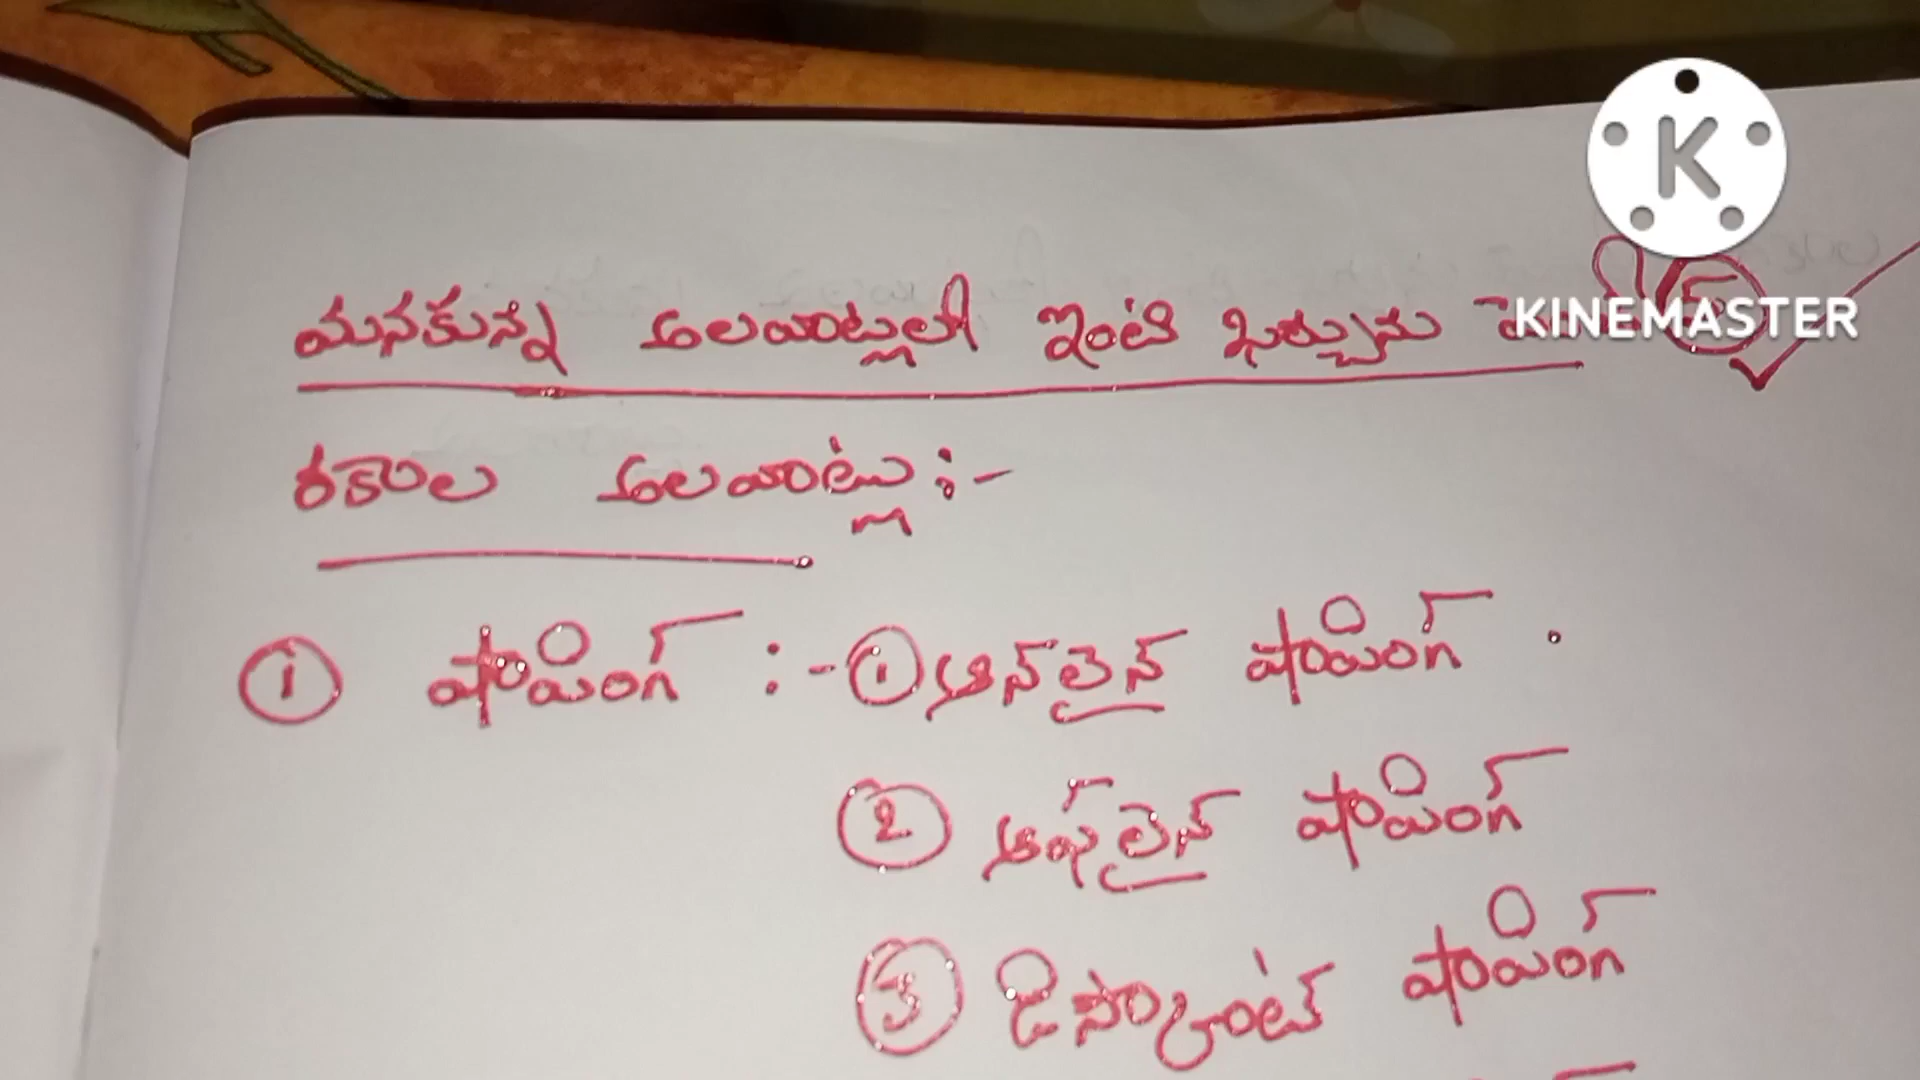 KINEMASTER
మనకున్న అలవాట్లలో ఇంటి ఖర్చును
రకాల అలవాట్లు :-
① షాపింగ్ :- ① ఆన్‌లైన్ షాపింగ్ .
② ఆఫ్‌లైన్ షాపింగ్
③ డిస్కౌంట్ షాపింగ్